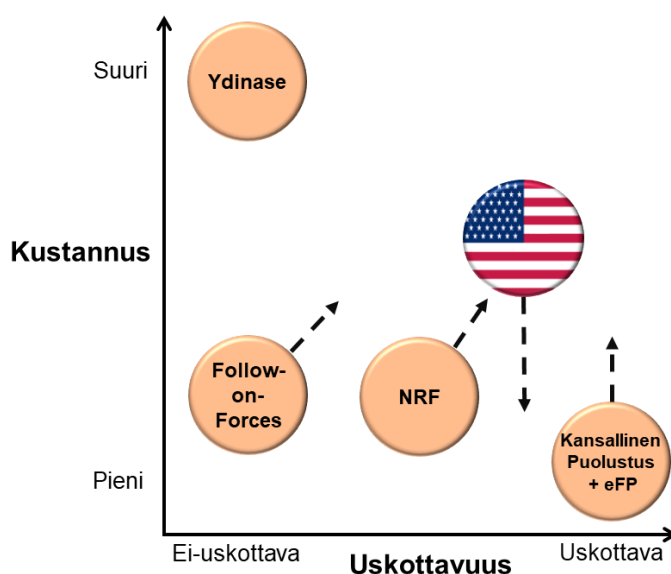 Suuri
Ydinase
Kustannus
Follow-
on-
Forces
NRF
Kansallinen
Puolustus
+ eFP
Pieni
Ei-uskottava
Uskottavuus
Uskottava